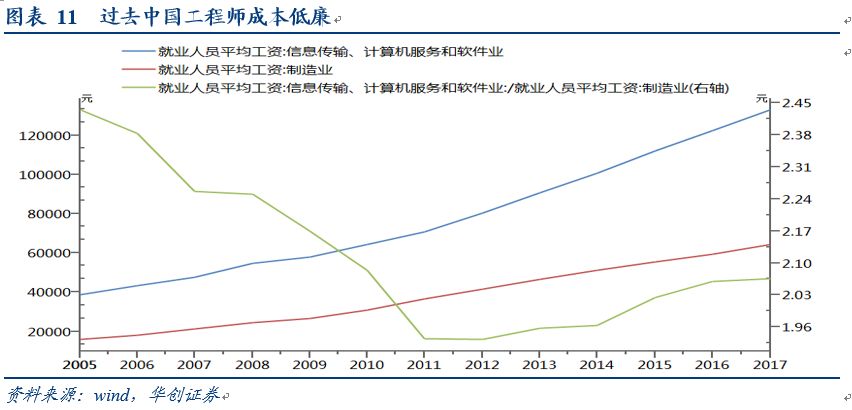 图表 11 过去中国工程师成本低廉
就业人员平均工资:信息传输、计算机服务和软件业
就业人员平均工资:制造业
就业人员平均工资:信息传输、计算机服务和软件业:/就业人员平均工资:制造业(右轴)
元 元
2.45
120000 2.38
100000 2.31
80000 2.24
60000 2.17
40000 2.10
20000 2.03
1.96
2005 2006 2007 2008 2009 2010 2011 2012 2013 2014 2015 2016 2017
资料来源：wind，华创证券